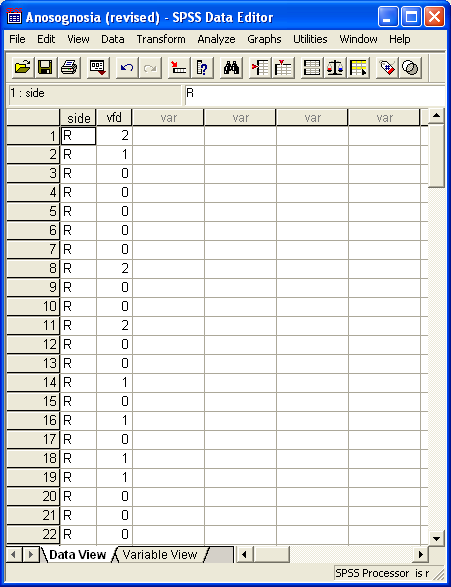 Anosognosia (revised) - SPSS Data Editor
File Edit View Data Transform Analyze Graphs Utilities Window Help
1 : side R
side vfd var var var var
1 R 2
2 R 1
3 R 0
4 R 0
5 R 0
6 R 0
7 R 0
8 R 2
9 R 0
10 R 0
11 R 2
12 R 0
13 R 0
14 R 1
15 R 0
16 R 1
17 R 0
18 R 1
19 R 1
20 R 0
21 R 0
22 R 0
Data View Variable View
SPSS Processor is r